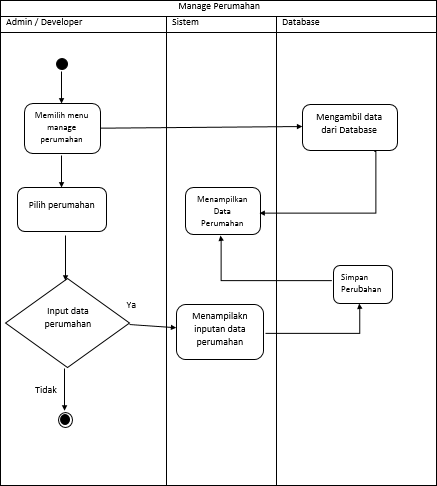 Manage Perumahan
Admin / Developer
Sistem
Database
Memilih menu
manage
perumahan
Mengambil data
dari Database
Pilih perumahan
Menampilkan
Data
Perumahan
Simpan
Perubahan
Input data
perumahan
Ya
Menampilakn
inputan data
perumahan
Tidak